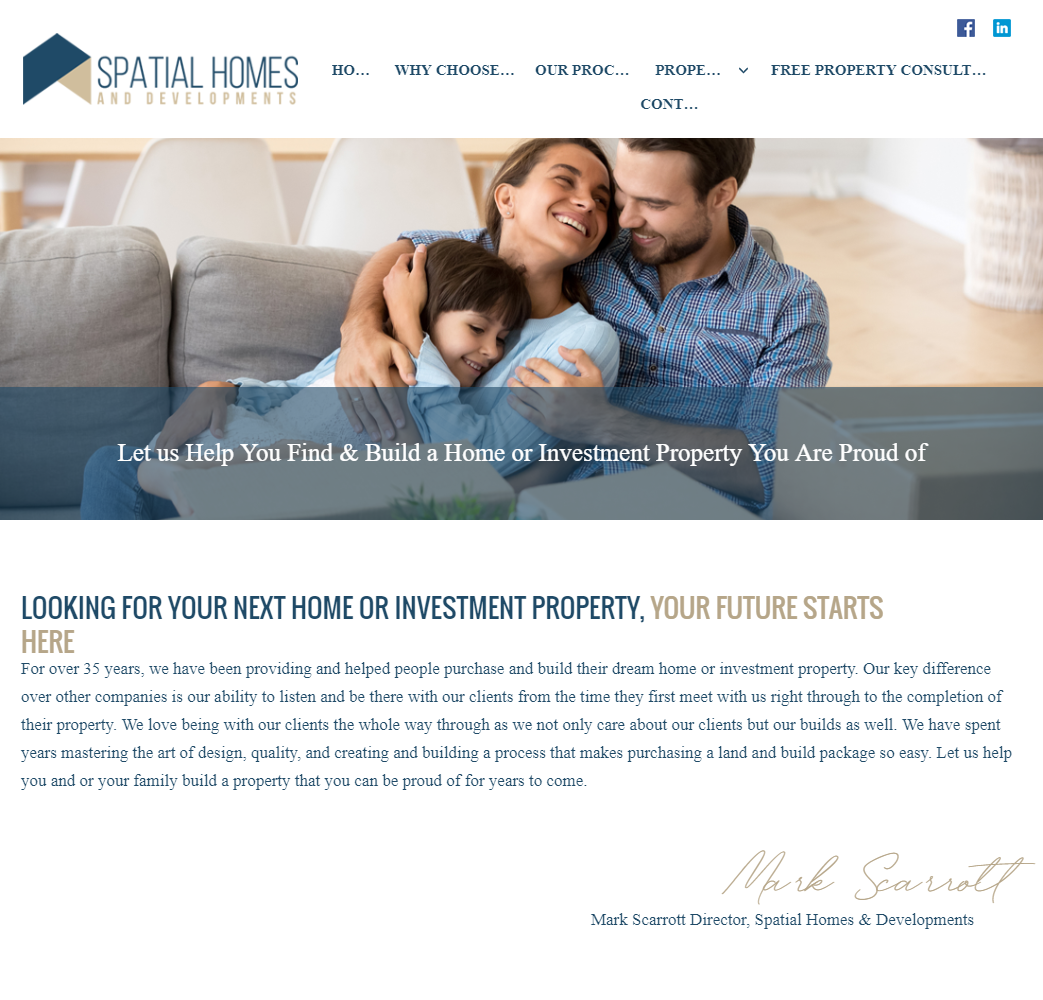 SPATIAL HOMES
AND DEVELOPMENTS
HO...
WHY CHOOSE...
OUR PROC...
PROPE...
FREE PROPERTY CONSULT...
CONT...
Let us Help You Find & Build a Home or Investment Property You Are Proud of
LOOKING FOR YOUR NEXT HOME OR INVESTMENT PROPERTY, YOUR FUTURE STARTS
HERE
For over 35 years, we have been providing and helped people purchase and build their dream home or investment property. Our key difference
over other companies is our ability to listen and be there with our clients from the time they first meet with us right through to the completion of
their property. We love being with our clients the whole way through as we not only care about our clients but our builds as well. We have spent
years mastering the art of design, quality, and creating and building a process that makes purchasing a land and build package so easy. Let us help
you and or your family build a property that you can be proud of for years to come.
Mark Scarrott
Mark Scarrott Director, Spatial Homes & Developments